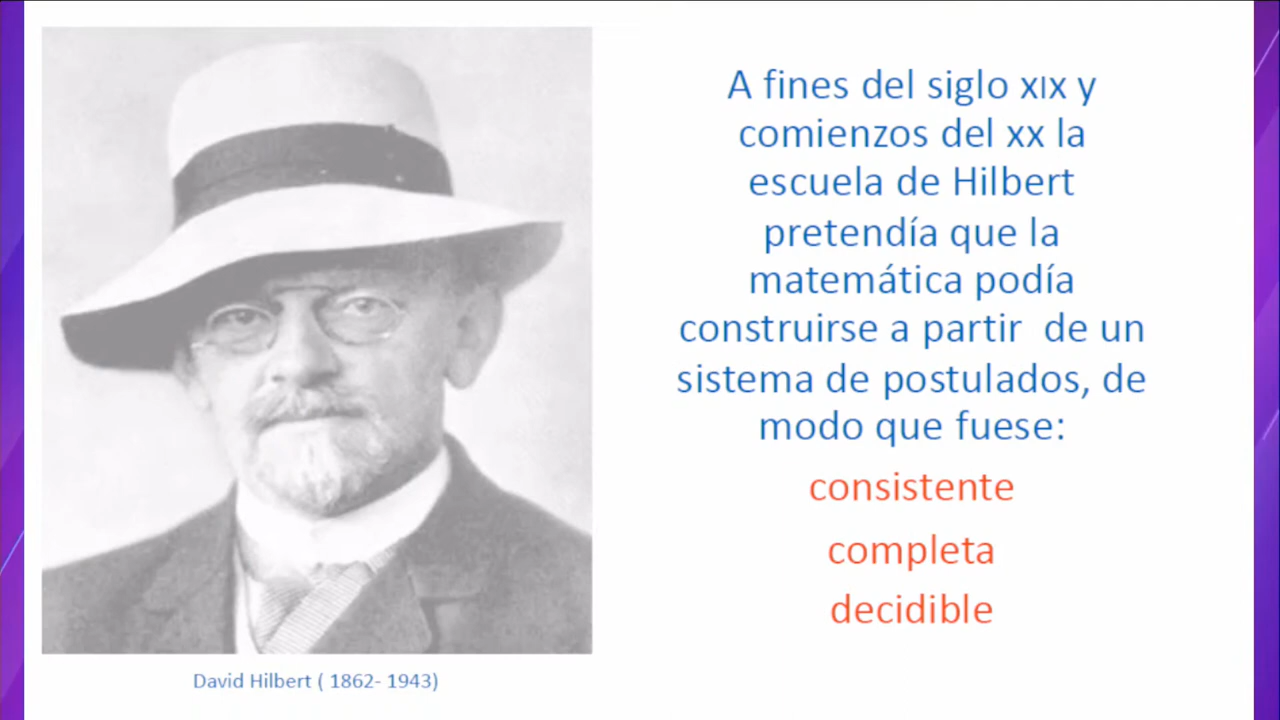 A fines del siglo XIX y
comienzos del XX la
escuela de Hilbert
pretendía que la
matemática podía
construirse a partir de un
sistema de postulados, de
modo que fuese:
consistente
completa
decidible
David Hilbert ( 1862- 1943)